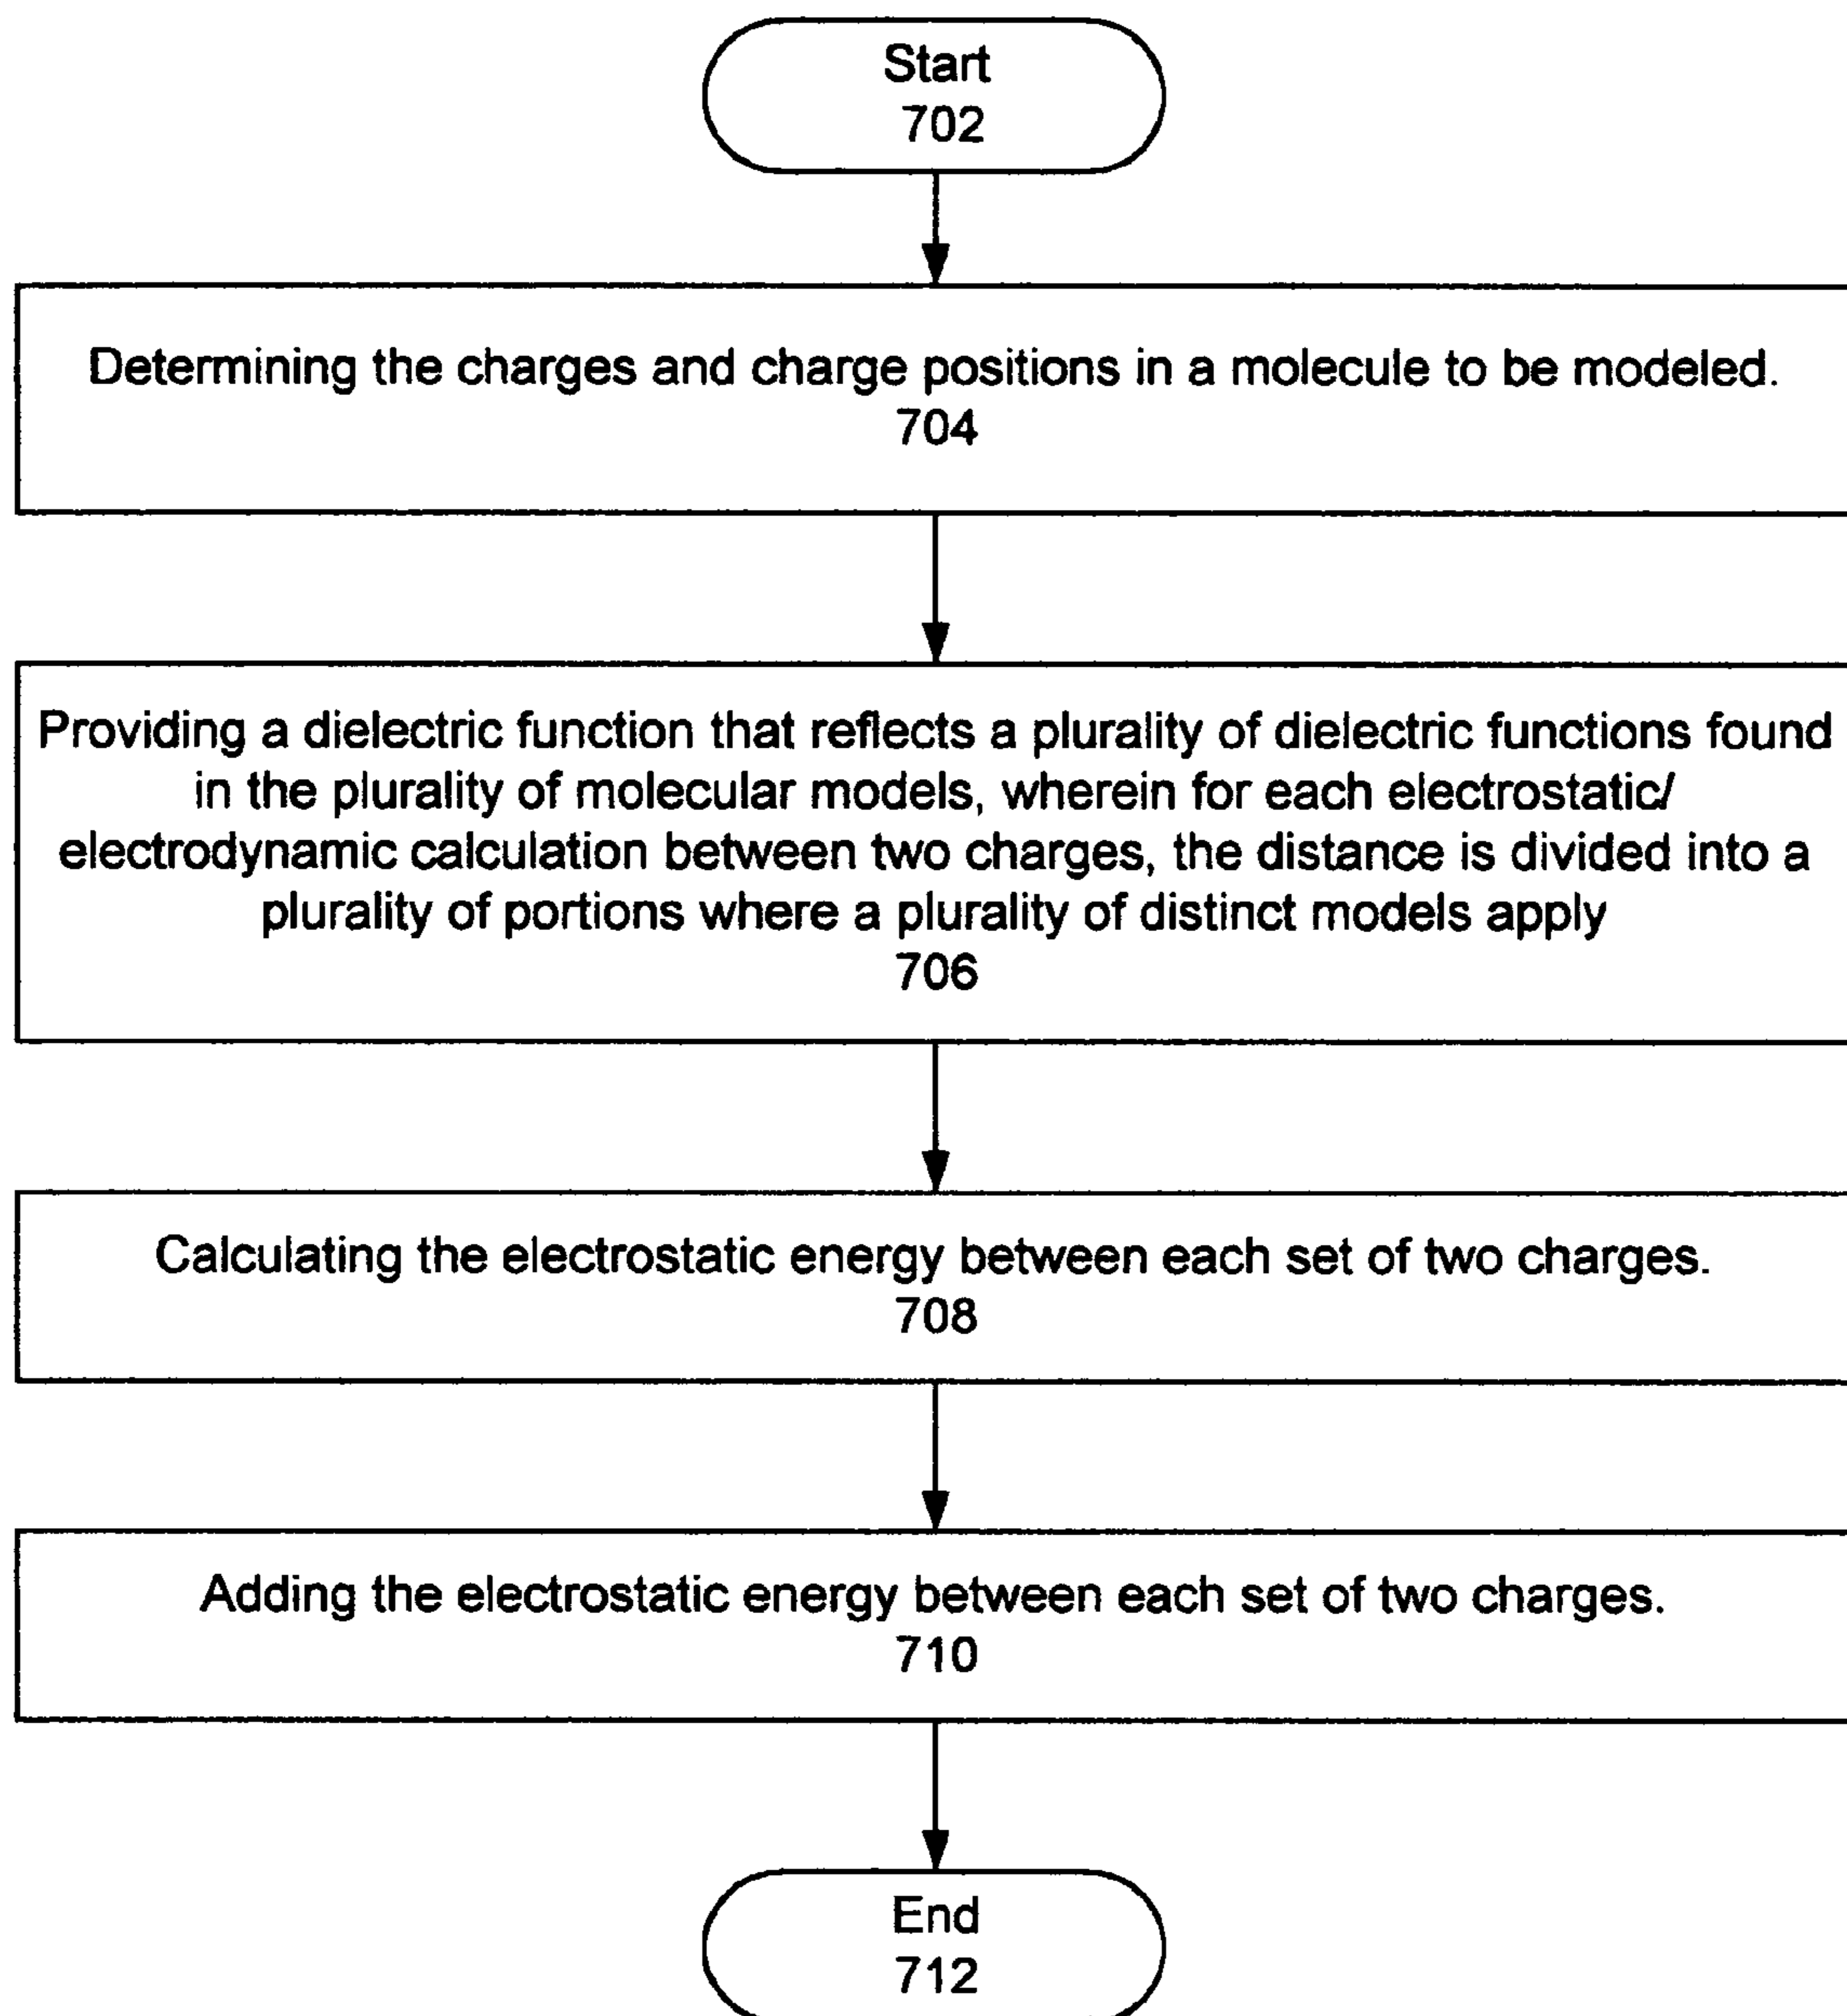 Start
702
Determining the charges and charge positions in a molecule to be modeled.
704
Providing a dielectric function that reflects a plurality of dielectric functions found
in the plurality of molecular models, wherein for each electrostatic/
electrodynamic calculation between two charges, the distance is divided into a
plurality of portions where a plurality of distinct models apply
706
Calculating the electrostatic energy between each set of two charges.
708
Adding the electrostatic energy between each set of two charges.
710
End
712